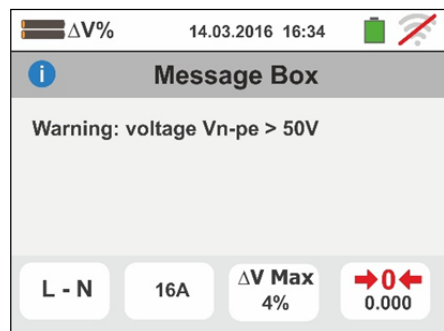 ΔV% 14.03.2016 16:34
Message Box
Warning: voltage Vn-pe > 50V
L - N 16A ΔV Max 4% 0 0.000